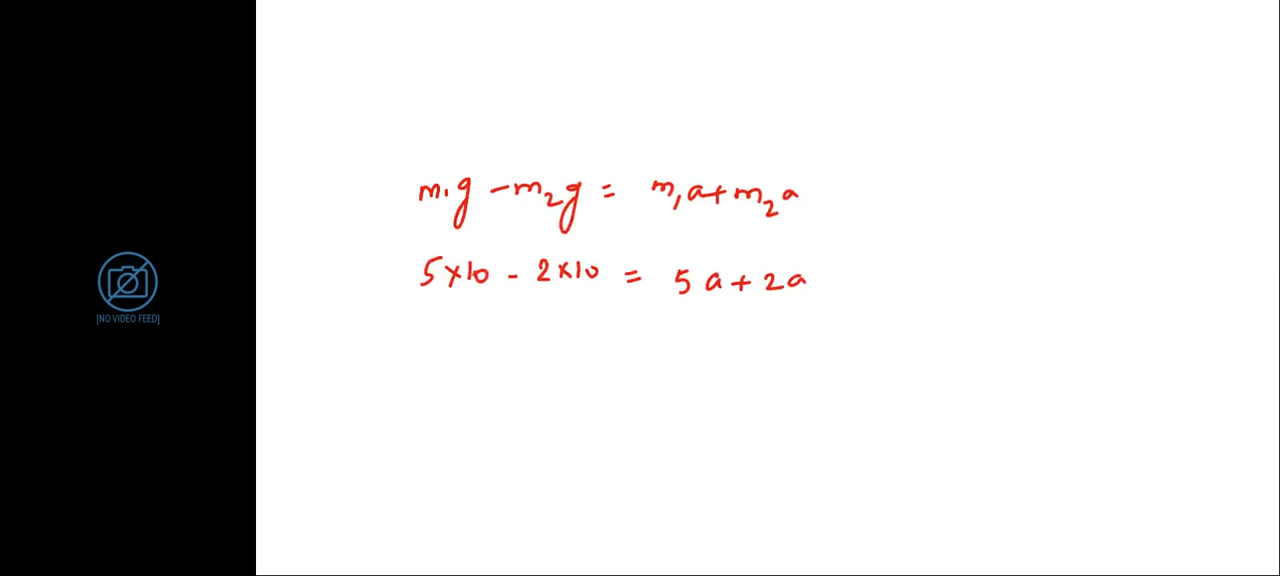 [NO VIDEO FEED]
m₁g - m₂g = m₁a + m₂a
5×10 - 2×10 = 5a + 2a